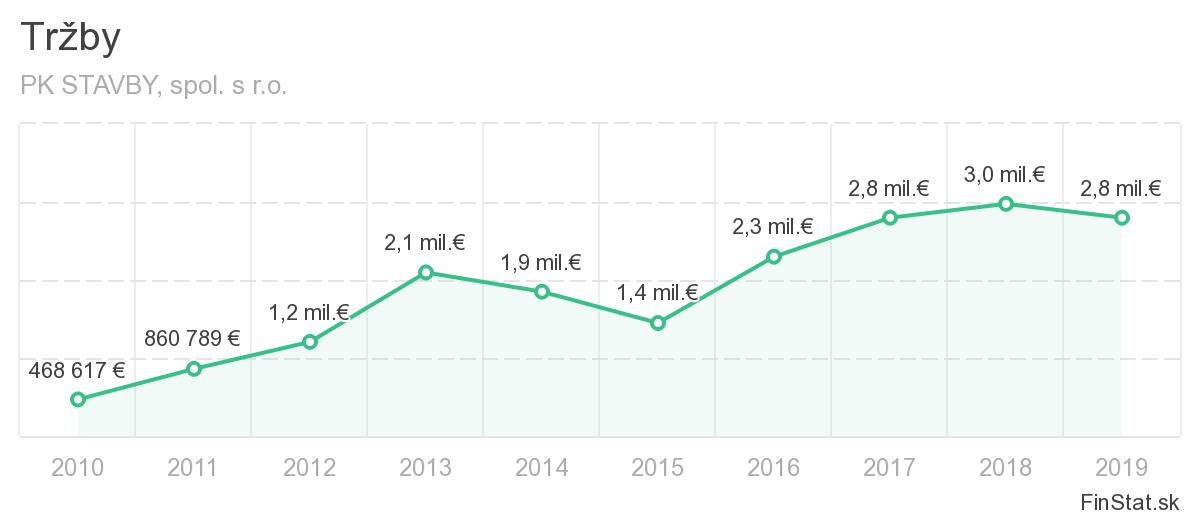 Tržby
PK STAVBY, spol. s r.o.
468 617 €
860 789 €
1,2 mil.€
2,1 mil.€
1,9 mil.€
1,4 mil.€
2,3 mil.€
2,8 mil.€
3,0 mil.€
2,8 mil.€
2010 2011 2012 2013 2014 2015 2016 2017 2018 2019
FinStat.sk